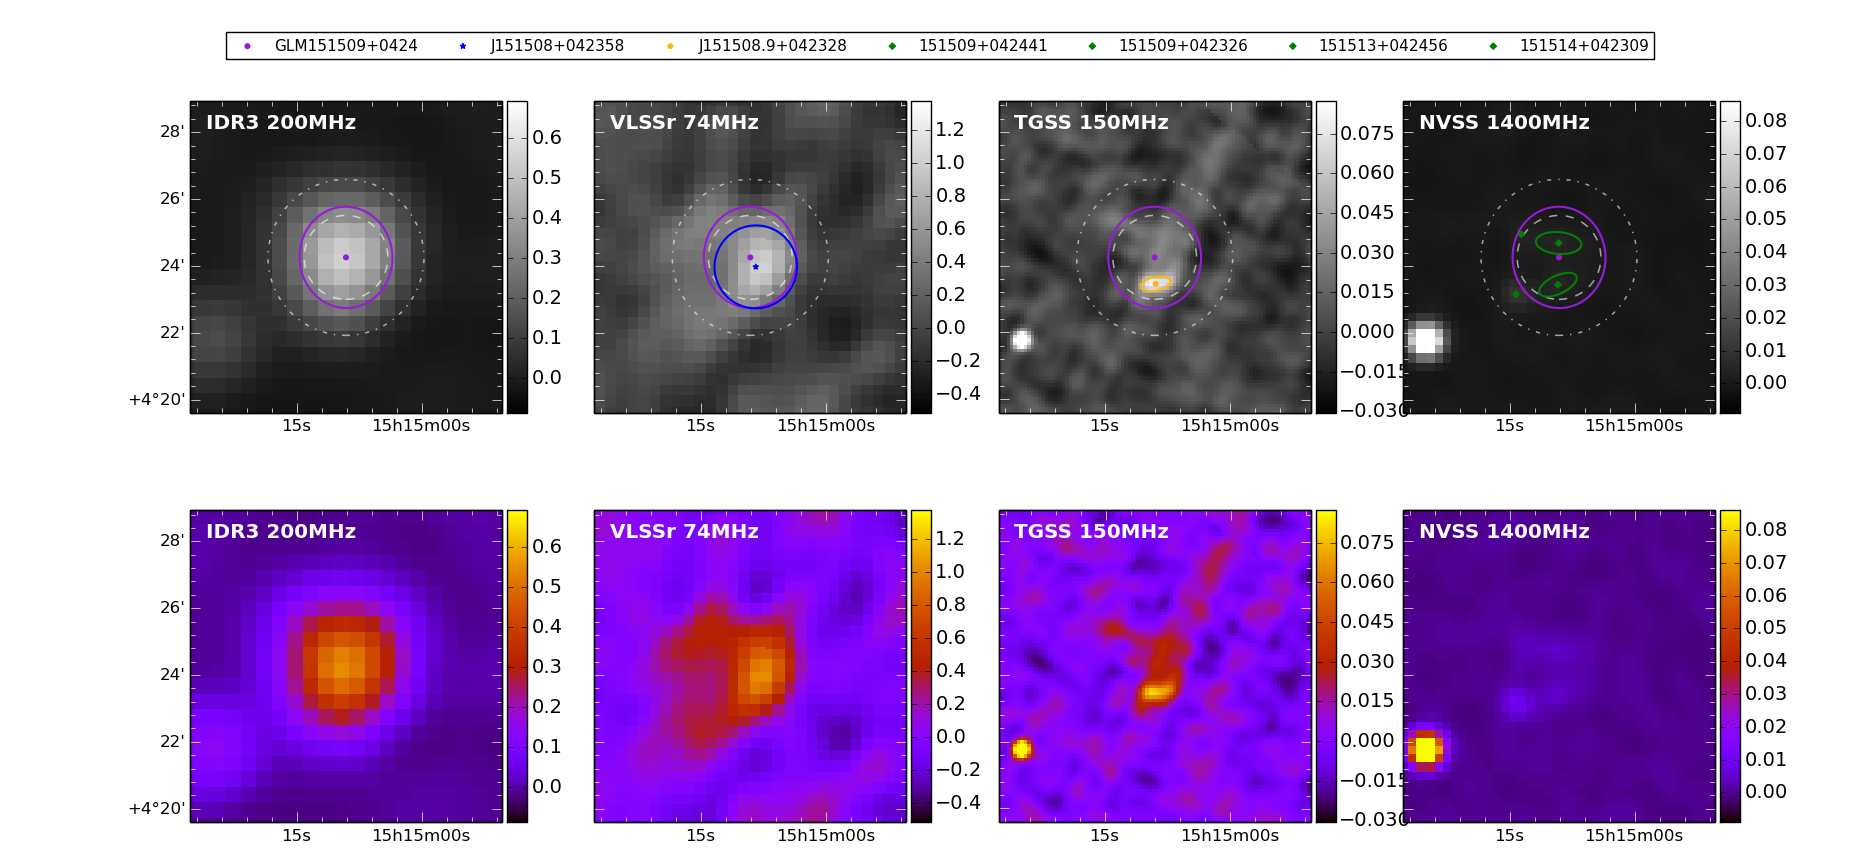 GLM151509+0424 J151508+042358 J151508.9+042328 151509+042441 151509+042326 151513+042456 151514+042309
IDR3 200MHz VLSSr 74MHz TGSS 150MHz NVSS 1400MHz
28' 26' 24' 22' +4°20'
0.6 0.5 0.4 0.3 0.2 0.1 0.0
1.2 1.0 0.8 0.6 0.4 0.2 0.0 −0.2 −0.4
0.075 0.060 0.045 0.030 0.015 0.000 −0.015 −0.030
0.08 0.07 0.06 0.05 0.04 0.03 0.02 0.01 0.00
15s 15h15m00s 15s 15h15m00s 15s 15h15m00s 15s 15h15m00s
IDR3 200MHz VLSSr 74MHz TGSS 150MHz NVSS 1400MHz
28' 26' 24' 22' +4°20'
0.6 0.5 0.4 0.3 0.2 0.1 0.0
1.2 1.0 0.8 0.6 0.4 0.2 0.0 −0.2 −0.4
0.075 0.060 0.045 0.030 0.015 0.000 −0.015 −0.030
0.08 0.07 0.06 0.05 0.04 0.03 0.02 0.01 0.00
15s 15h15m00s 15s 15h15m00s 15s 15h15m00s 15s 15h15m00s